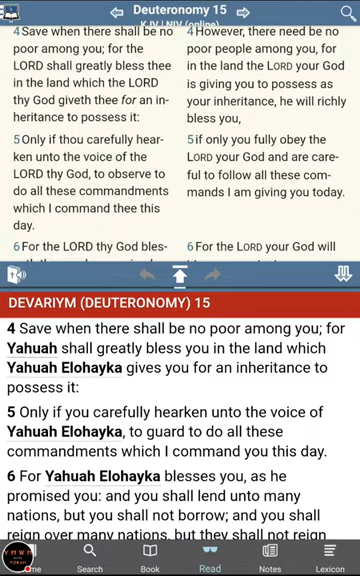 Deuteronomy 15
KJV | NIV (online)
4 Save when there shall be no
poor among you; for the
LORD shall greatly bless thee
in the land which the LORD
thy God giveth thee for an in-
heritance to possess it:
5 Only if thou carefully hear-
ken unto the voice of the
LORD thy God, to observe to
do all these commandments
which I command thee this
day.
6 For the LORD thy God bles-
4 However, there need be no
poor people among you, for
in the land the LORD your God
is giving you to possess as
your inheritance, he will richly
bless you,
5 if only you fully obey the
LORD your God and are care-
ful to follow all these com-
mands I am giving you today.
6 For the LORD your God will
DEVARIYM (DEUTERONOMY) 15
4 Save when there shall be no poor among you; for
Yahuah shall greatly bless you in the land which
Yahuah Elohayka gives you for an inheritance to
possess it:
5 Only if you carefully hearken unto the voice of
Yahuah Elohayka, to guard to do all these
commandments which I command you this day.
6 For Yahuah Elohayka blesses you, as he
promised you: and you shall lend unto many
nations, but you shall not borrow; and you shall
reign over many nations, but they shall not reign
YHWH
TORAH
Search
Book
Read
Notes
Lexicon